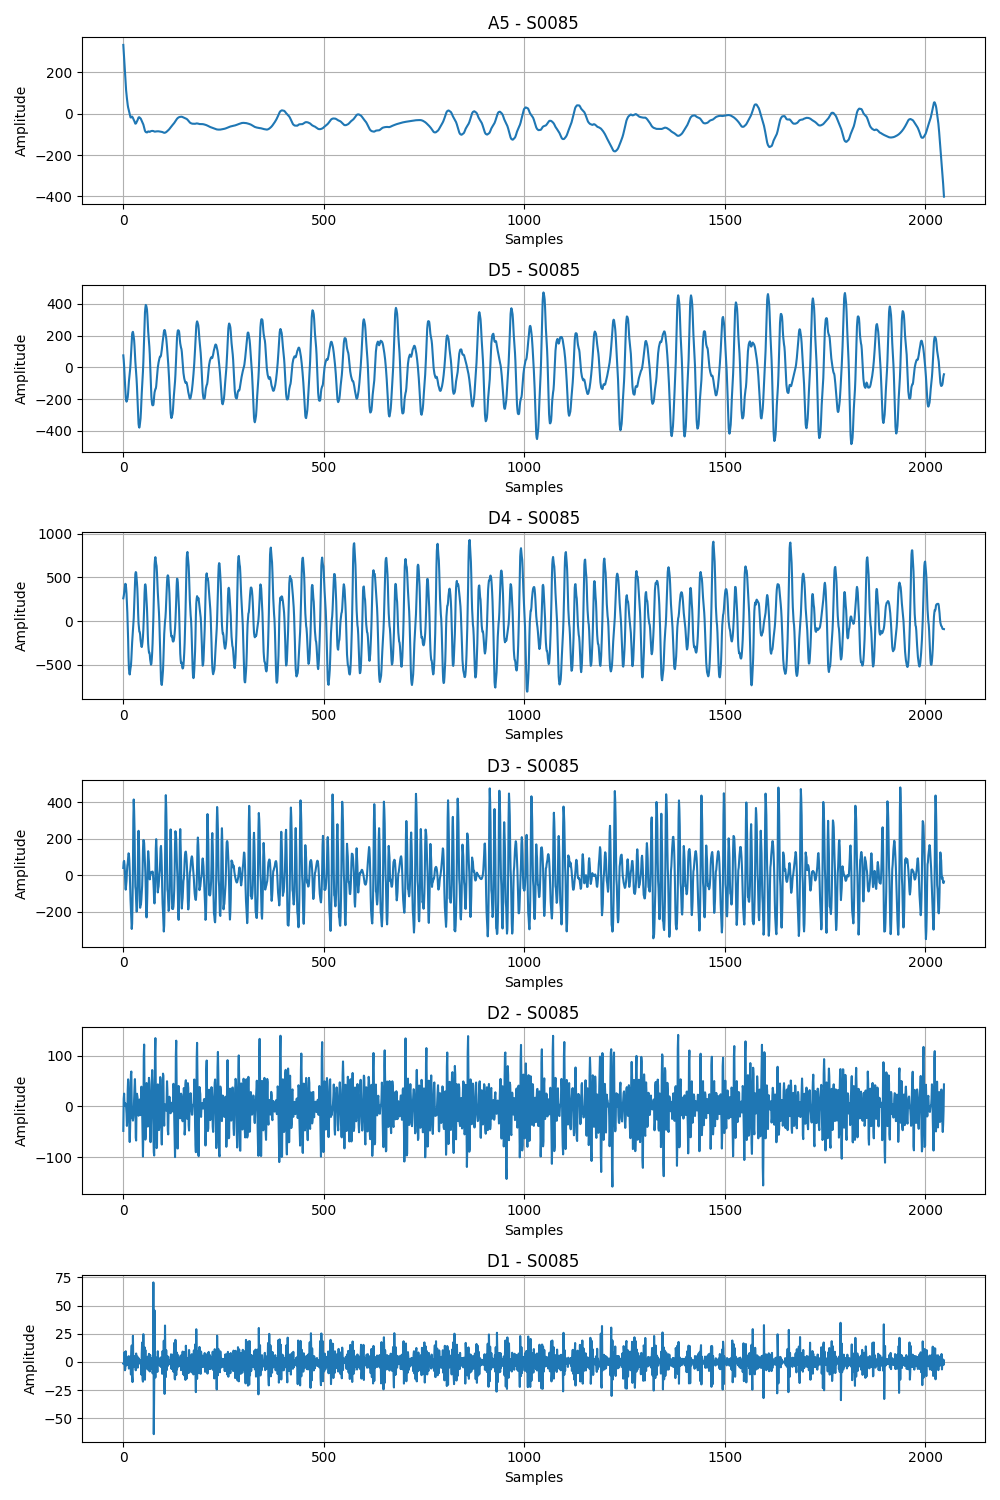 A5 - S0085
200
0
−200
−400
Amplitude
0 500 1000 1500 2000
Samples
D5 - S0085
400
200
0
−200
−400
Amplitude
0 500 1000 1500 2000
Samples
D4 - S0085
1000
500
0
−500
Amplitude
0 500 1000 1500 2000
Samples
D3 - S0085
400
200
0
−200
Amplitude
0 500 1000 1500 2000
Samples
D2 - S0085
100
0
−100
Amplitude
0 500 1000 1500 2000
Samples
D1 - S0085
75
50
25
0
−25
−50
Amplitude
0 500 1000 1500 2000
Samples